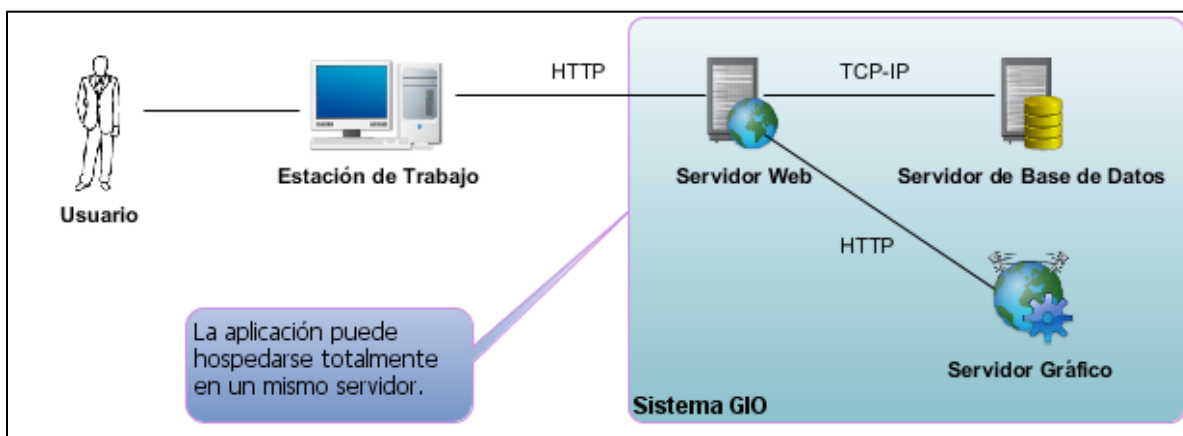 HTTP
TCP-IP
Estación de Trabajo
Servidor Web
Servidor de Base de Datos
Usuario
HTTP
La aplicación puede
hospedarse totalmente
en un mismo servidor.
Servidor Gráfico
Sistema GIO